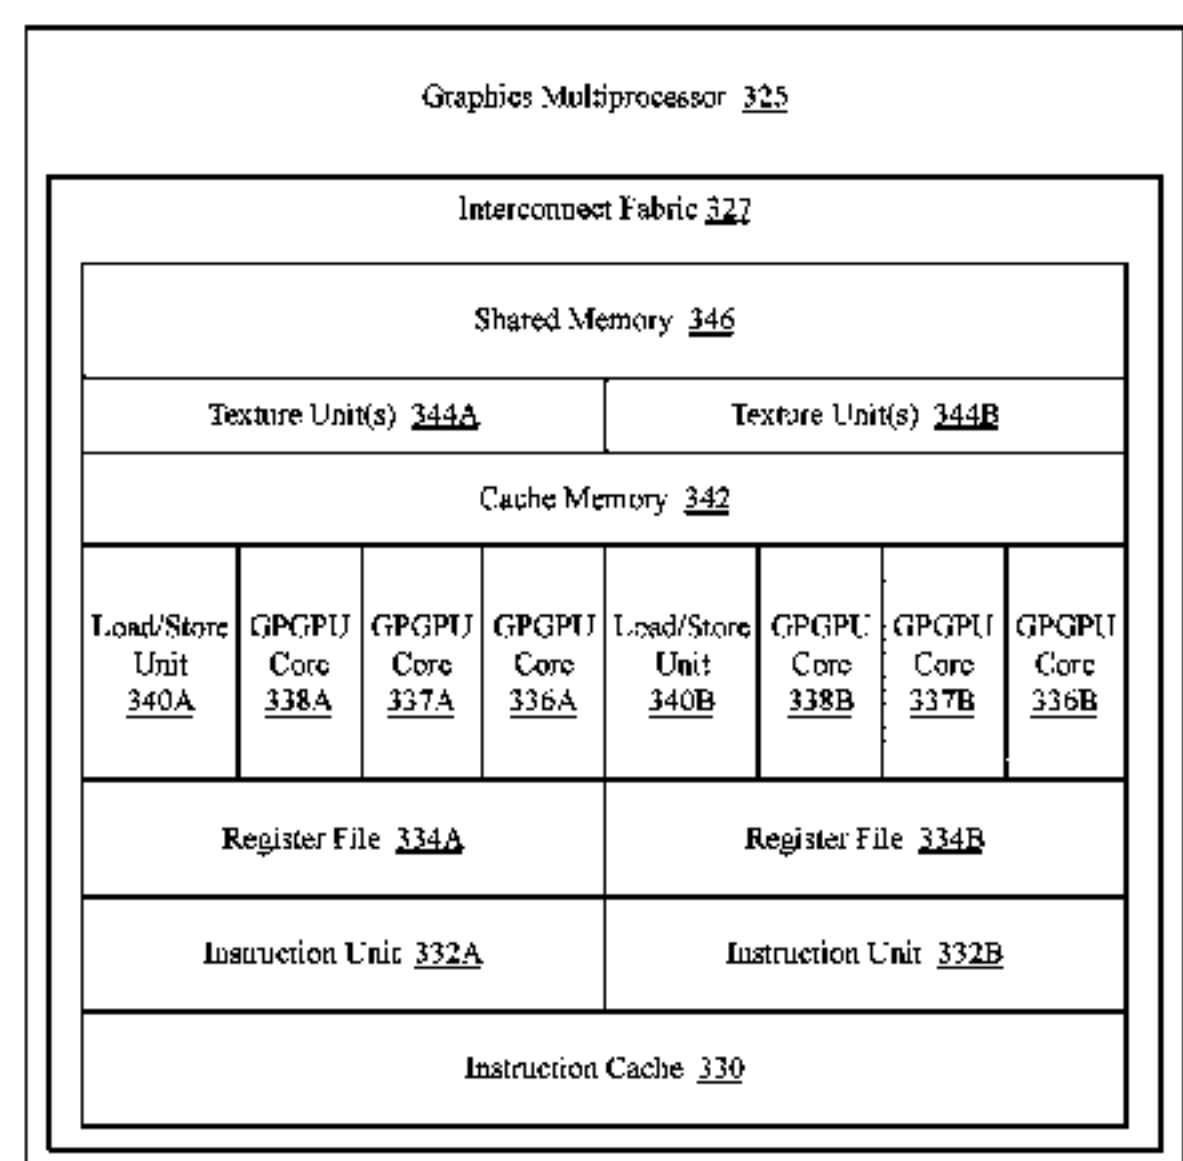 Graphics Multiprocessor 325
Interconnect Fabric 327
Shared Memory 346
Texture Unit(s) 344A
Texture Unit(s) 344B
Cache Memory 342
Load/Store
Unit
340A
GPGPU
Core
338A
GPGPU
Core
337A
GPGPU
Core
336A
Load/Store
Unit
340B
GPGPU
Core
338B
GPGPU
Core
337B
GPGPU
Core
336B
Register File 334A
Register File 334B
Instruction Unit 332A
Instruction Unit 332B
Instruction Cache 330